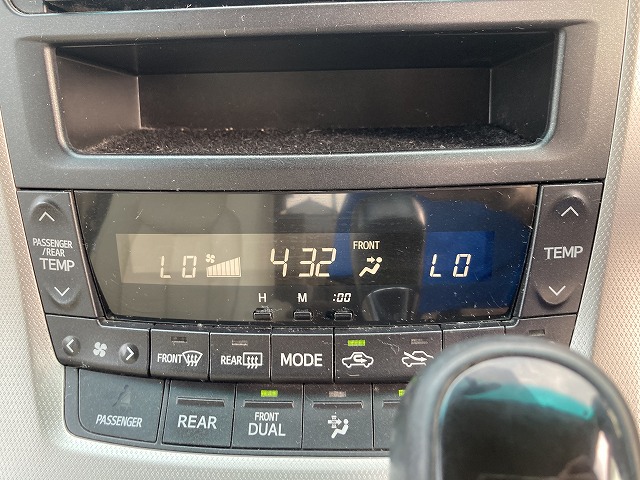 PASSENGER
/REAR
TEMP
LO
4 32
FRONT
LO
TEMP
H
M
:00
FRONT
REAR
MODE
PASSENGER
REAR
FRONT
DUAL